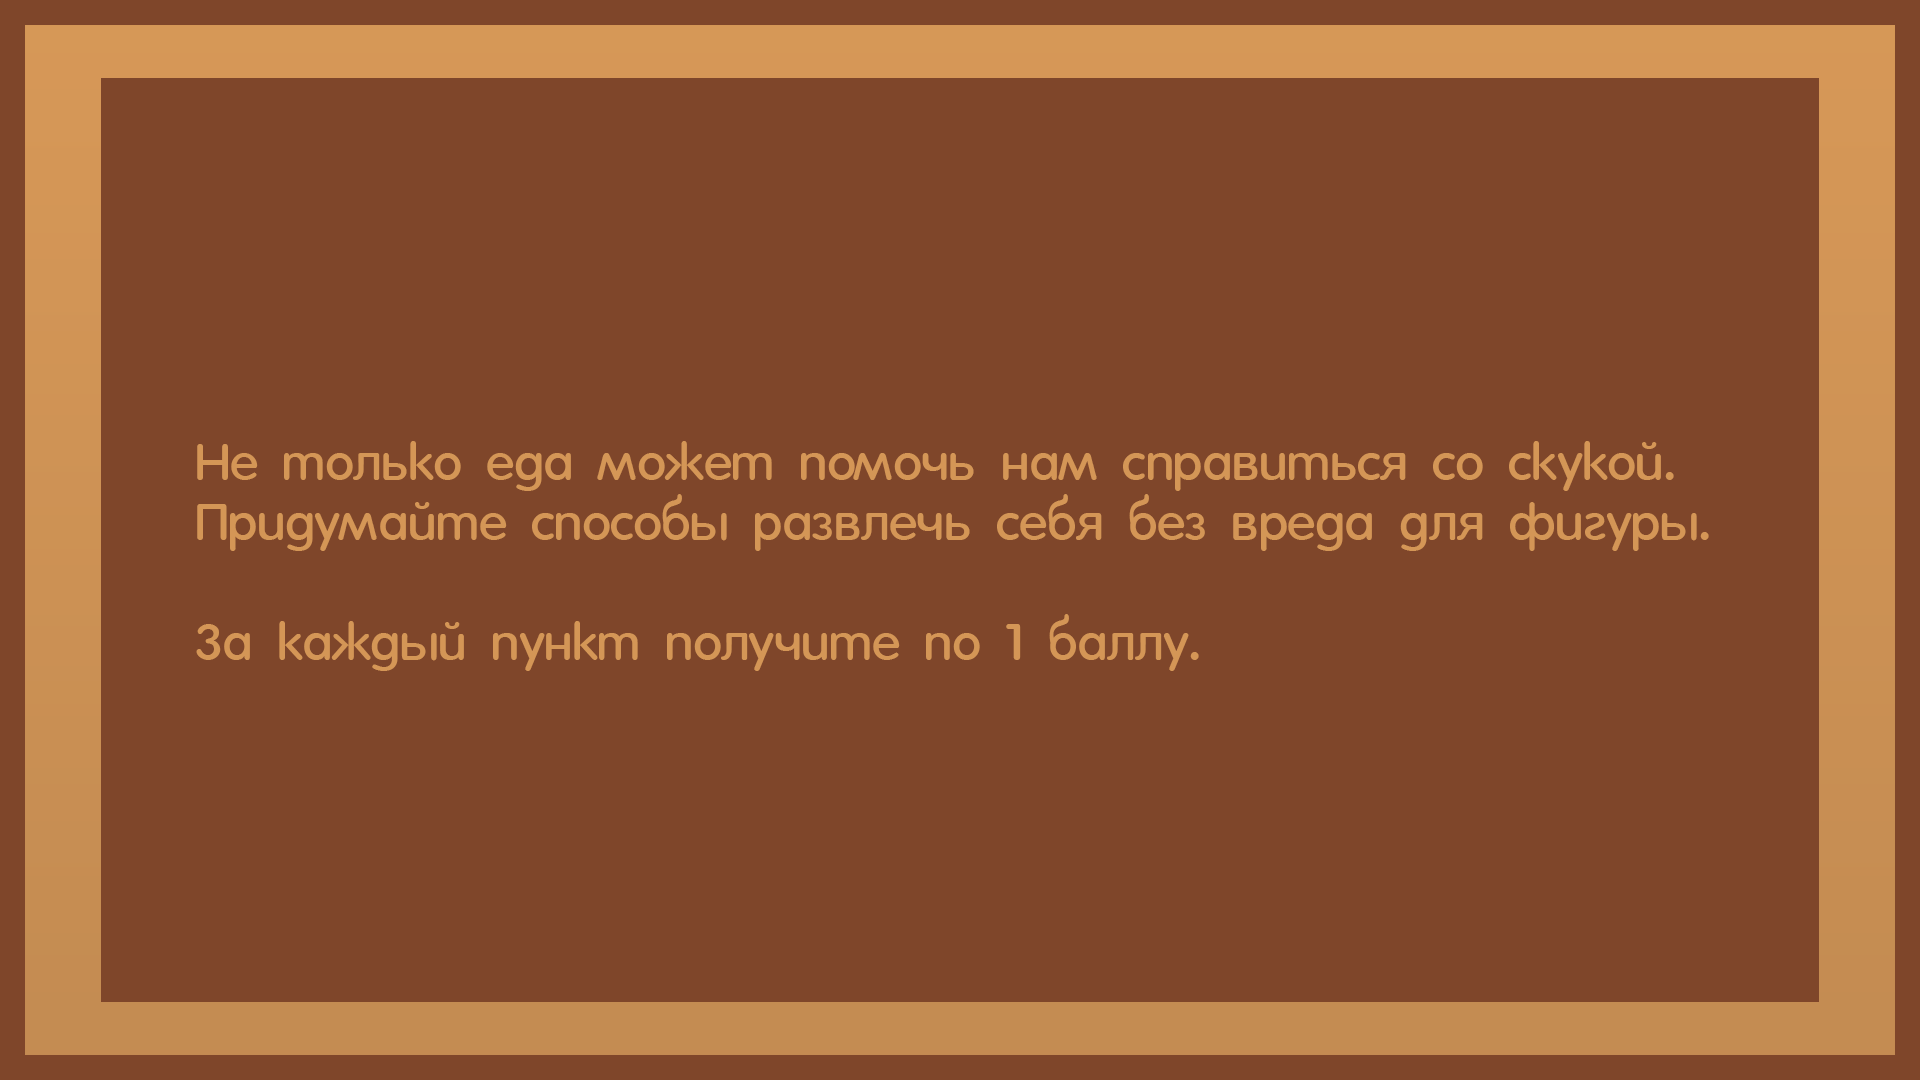 Не только еда может помочь нам справиться со скукой.
Придумайте способы развлечь себя без вреда для фигуры.
За каждый пункт получите по 1 баллу.